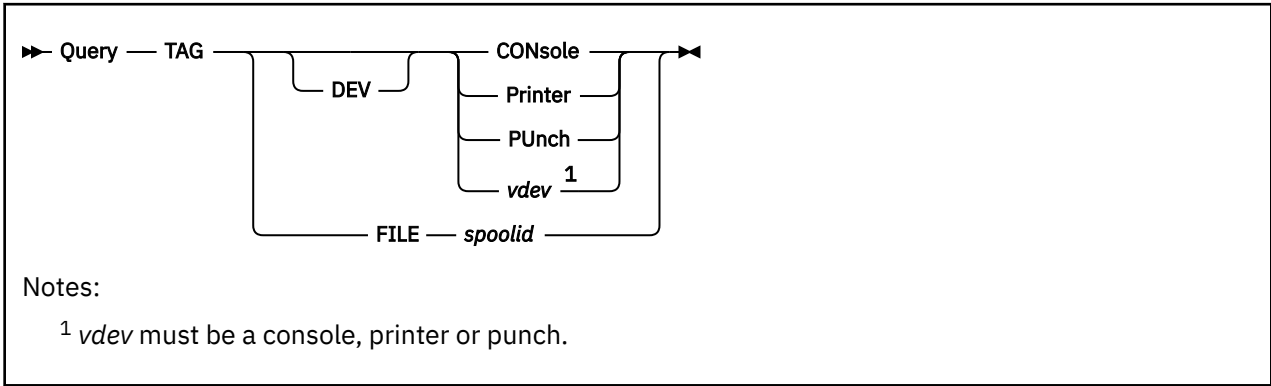 Query TAG CONsole
DEV
Printer
PUnch
vdev 1
FILE spoolid
Notes:
1 vdev must be a console, printer or punch.